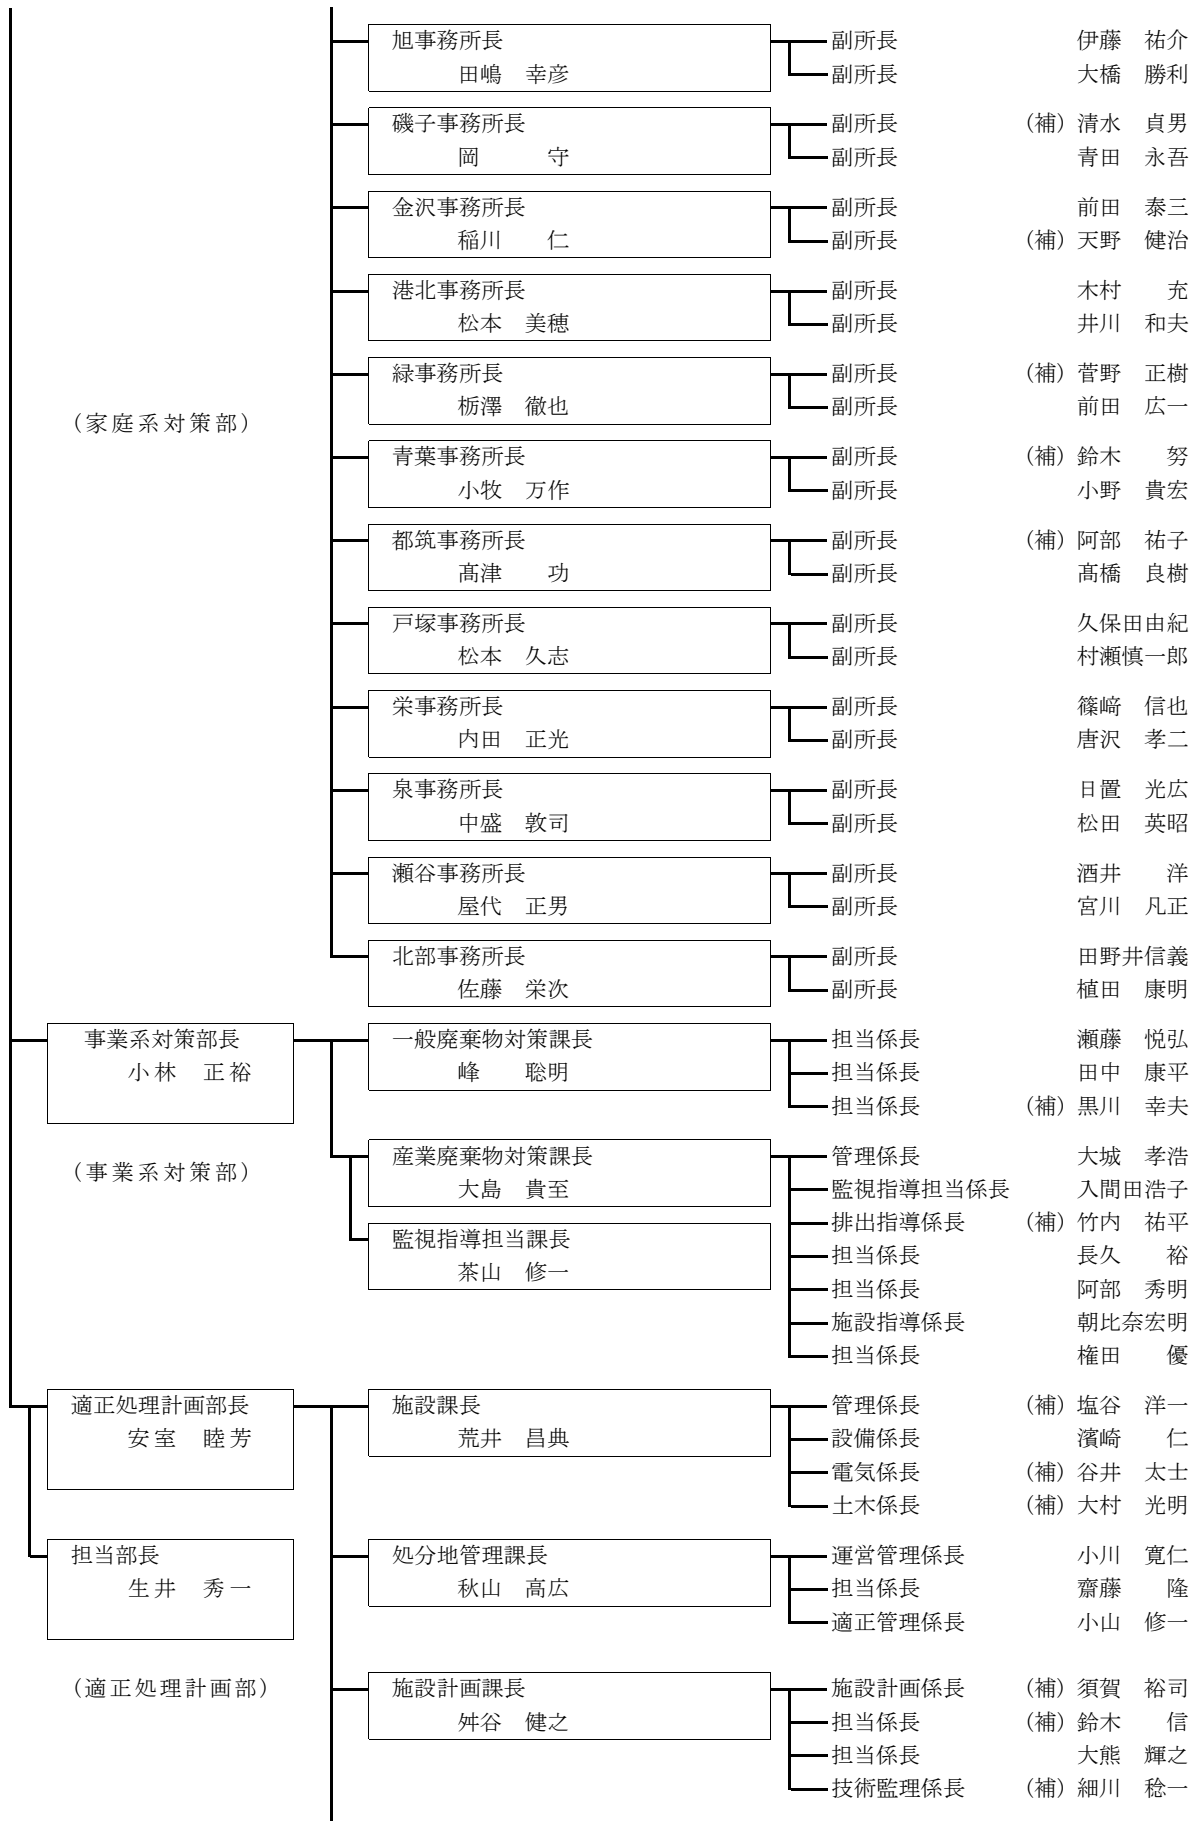 旭事務所長 副所長 伊藤 祐介
田嶋 幸彦 副所長 大橋 勝利
磯子事務所長 副所長 (補) 清水 貞男
岡 守 副所長 青田 永吾
金沢事務所長 副所長 前田 泰三
稲川 仁 副所長 (補) 天野 健治
港北事務所長 副所長 木村 充
松本 美穂 副所長 井川 和夫
緑事務所長 副所長 (補) 菅野 正樹
栃澤 徹也 副所長 前田 広一
(家庭系対策部)
青葉事務所長 副所長 (補) 鈴木 努
小牧 万作 副所長 小野 貴宏
都筑事務所長 副所長 (補) 阿部 祐子
髙津 功 副所長 髙橋 良樹
戸塚事務所長 副所長 久保田由紀
松本 久志 副所長 村瀬慎一郎
栄事務所長 副所長 篠﨑 信也
内田 正光 副所長 唐沢 孝二
泉事務所長 副所長 日置 光広
中盛 敦司 副所長 松田 英昭
瀬谷事務所長 副所長 酒井 洋
屋代 正男 副所長 宮川 凡正
北部事務所長 副所長 田野井信義
佐藤 栄次 副所長 植田 康明
事業系対策部長 一般廃棄物対策課長 担当係長 瀬藤 悦弘
小林 正裕 峰 聡明 担当係長 田中 康平
担当係長 (補) 黒川 幸夫
産業廃棄物対策課長 管理係長 大城 孝浩
(事業系対策部)
大島 貴至 監視指導担当係長 入間田浩子
排出指導係長 (補) 竹内 祐平
監視指導担当課長 担当係長 長久 裕
茶山 修一 担当係長 阿部 秀明
施設指導係長 朝比奈宏明
担当係長 権田 優
適正処理計画部長 施設課長 管理係長 (補) 塩谷 洋一
安室 睦芳 荒井 昌典 設備係長 濱崎 仁
電気係長 (補) 谷井 太士
土木係長 (補) 大村 光明
担当部長 処分地管理課長 運営管理係長 小川 寛仁
生井 秀一 秋山 高広 担当係長 齋藤 隆
適正管理係長 小山 修一
(適正処理計画部) 施設計画課長 施設計画係長 (補) 須賀 裕司
舛谷 健之 担当係長 (補) 鈴木 信
担当係長 大熊 輝之
技術監理係長 (補) 細川 稔一